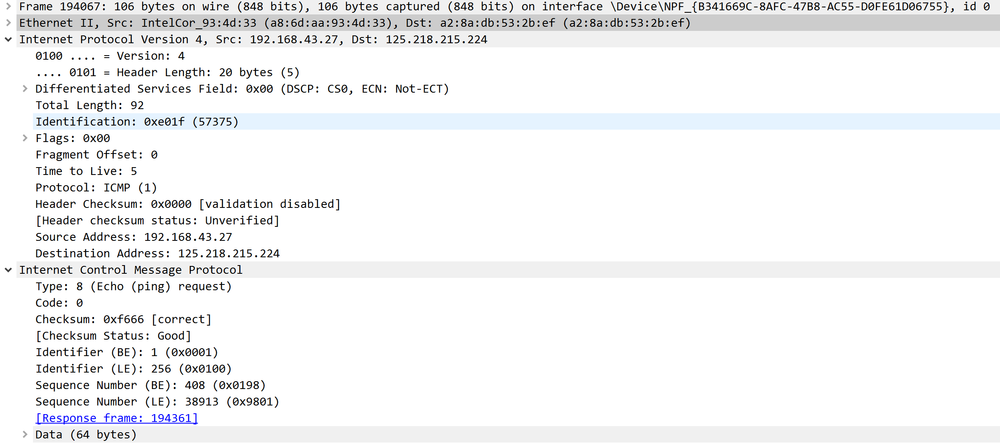 Frame 194067: 106 bytes on wire (848 bits), 106 bytes captured (848 bits) on interface \Device\NPF_{B341669C-8AFC-47B8-AC55-D0FE61D06755}, id 0
Ethernet II, Src: IntelCor_93:4d:33 (a8:6d:aa:93:4d:33), Dst: a2:8a:db:53:2b:ef (a2:8a:db:53:2b:ef)
Internet Protocol Version 4, Src: 192.168.43.27, Dst: 125.218.215.224
0100 .... = Version: 4
.... 0101 = Header Length: 20 bytes (5)
Differentiated Services Field: 0x00 (DSCP: CS0, ECN: Not-ECT)
Total Length: 92
Identification: 0xe01f (57375)
Flags: 0x00
Fragment Offset: 0
Time to Live: 5
Protocol: ICMP (1)
Header Checksum: 0x0000 [validation disabled]
[Header checksum status: Unverified]
Source Address: 192.168.43.27
Destination Address: 125.218.215.224
Internet Control Message Protocol
Type: 8 (Echo (ping) request)
Code: 0
Checksum: 0xf666 [correct]
[Checksum Status: Good]
Identifier (BE): 1 (0x0001)
Identifier (LE): 256 (0x0100)
Sequence Number (BE): 408 (0x0198)
Sequence Number (LE): 38913 (0x9801)
[Response frame: 194361]
Data (64 bytes)